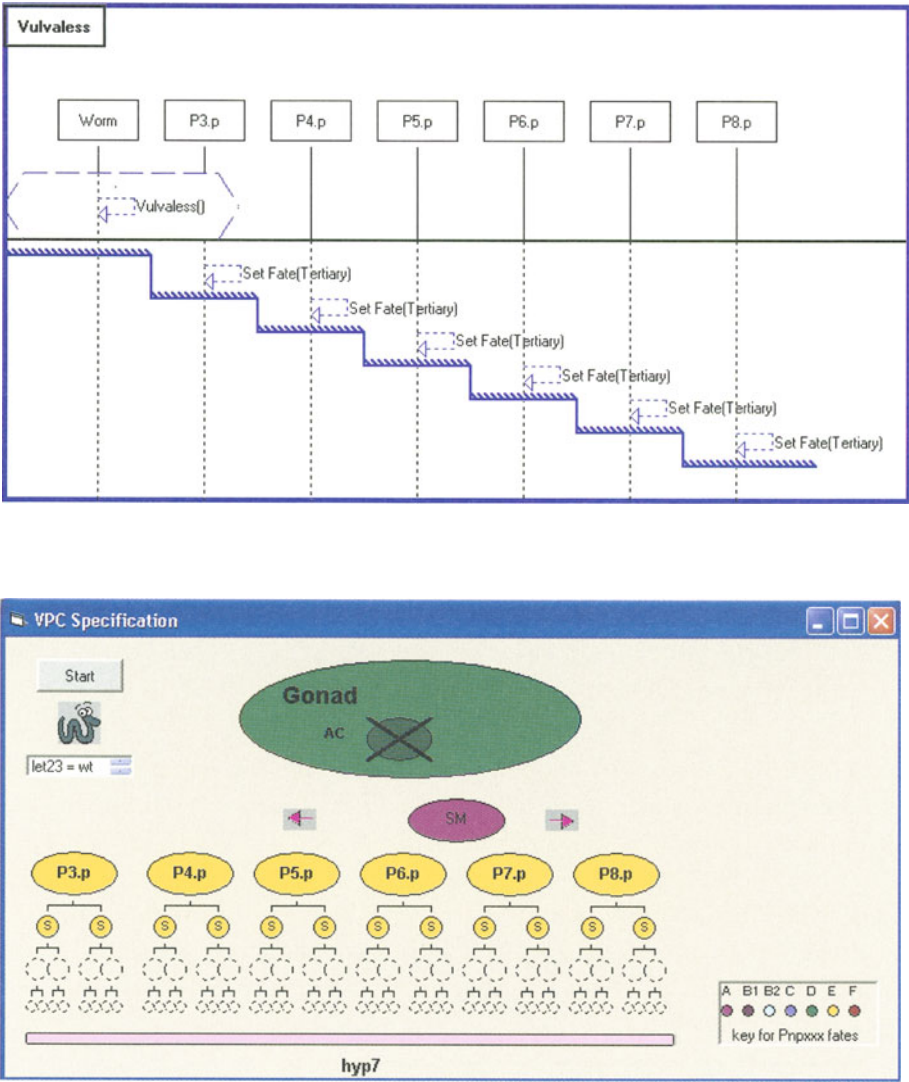 Vulvaless
Worm P3.p P4.p P5.p P6.p P7.p P8.p
Vulvaless()
Set Fate(Tertiary)
Set Fate(Tertiary)
Set Fate(Tertiary)
Set Fate(Tertiary)
Set Fate(Tertiary)
Set Fate(Tertiary)
VPC Specification
Start
Gonad
AC
let23 = wt
SM
P3.p P4.p P5.p P6.p P7.p P8.p
S S S S S S S S S S S S
A B1 B2 C D E F
key for Pnpxxx fates
hyp7